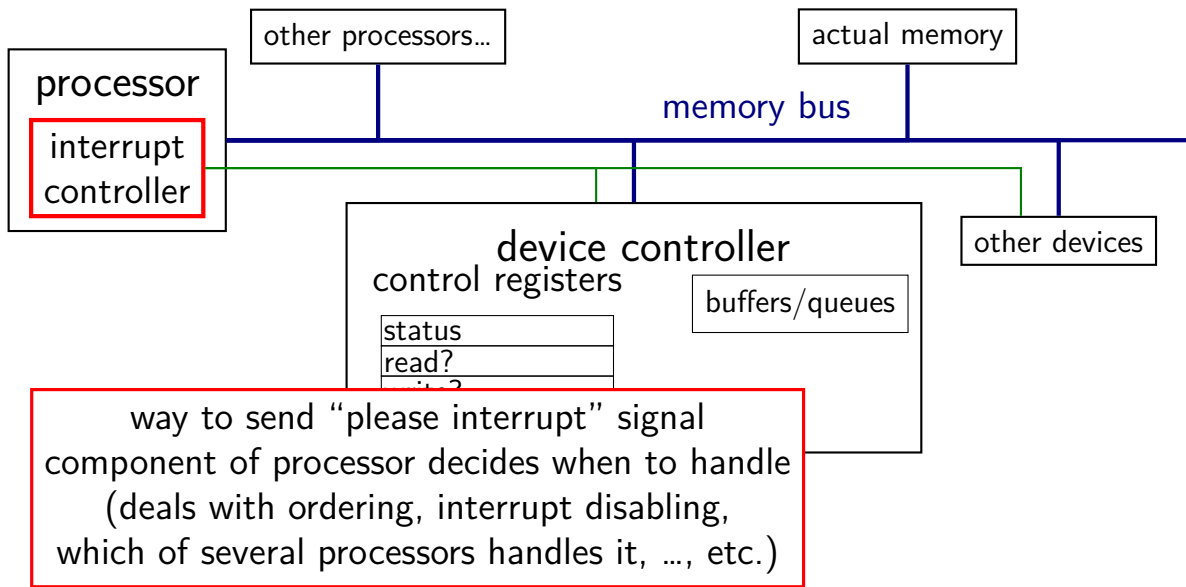 other processors…
actual memory
processor
memory bus
interrupt
controller
device controller
other devices
control registers
buffers/queues
status
read?
way to send “please interrupt” signal
component of processor decides when to handle
(deals with ordering, interrupt disabling,
which of several processors handles it, …, etc.)